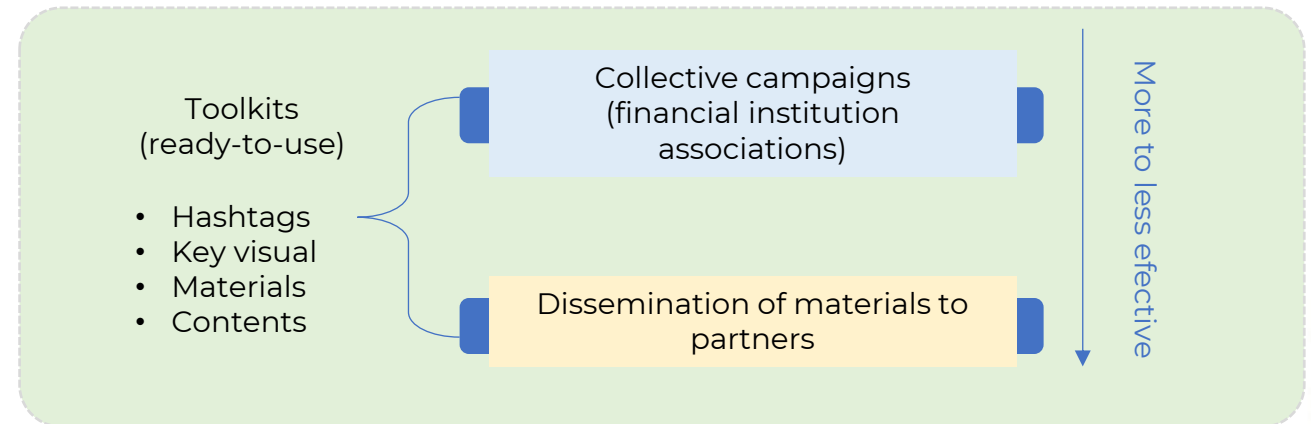 Toolkits
(ready-to-use)
• Hashtags
• Key visual
• Materials
• Contents
Collective campaigns
(financial institution
associations)
Dissemination of materials to
partners
More to less efective